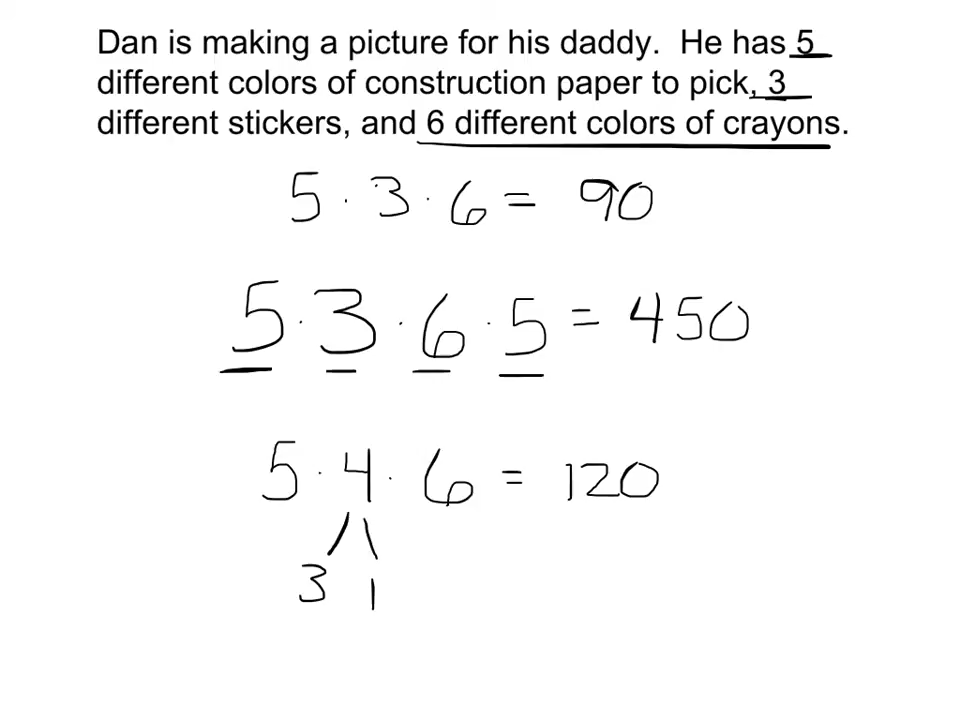 Dan is making a picture for his daddy.  He has 5
different colors of construction paper to pick, 3
different stickers, and 6 different colors of crayons.
5 · 3 · 6 = 90
5 · 3 · 6 · 5 = 450
5 · 4 · 6 = 120
3 1